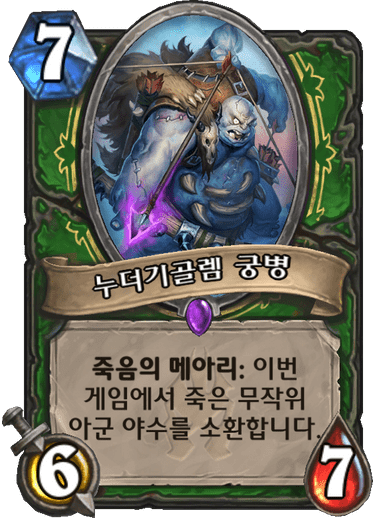 7
누더기골렘 궁병
죽음의 메아리: 이번
게임에서 죽은 무작위
아군 야수를 소환합니다.
6
7